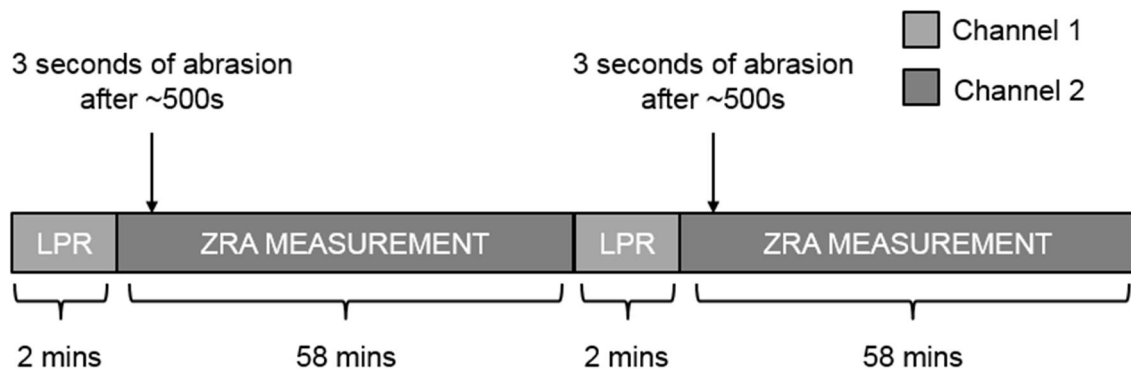 Channel 1
Channel 2
3 seconds of abrasion
after ~500s
3 seconds of abrasion
after ~500s
LPR
ZRA MEASUREMENT
LPR
ZRA MEASUREMENT
2 mins
58 mins
2 mins
58 mins